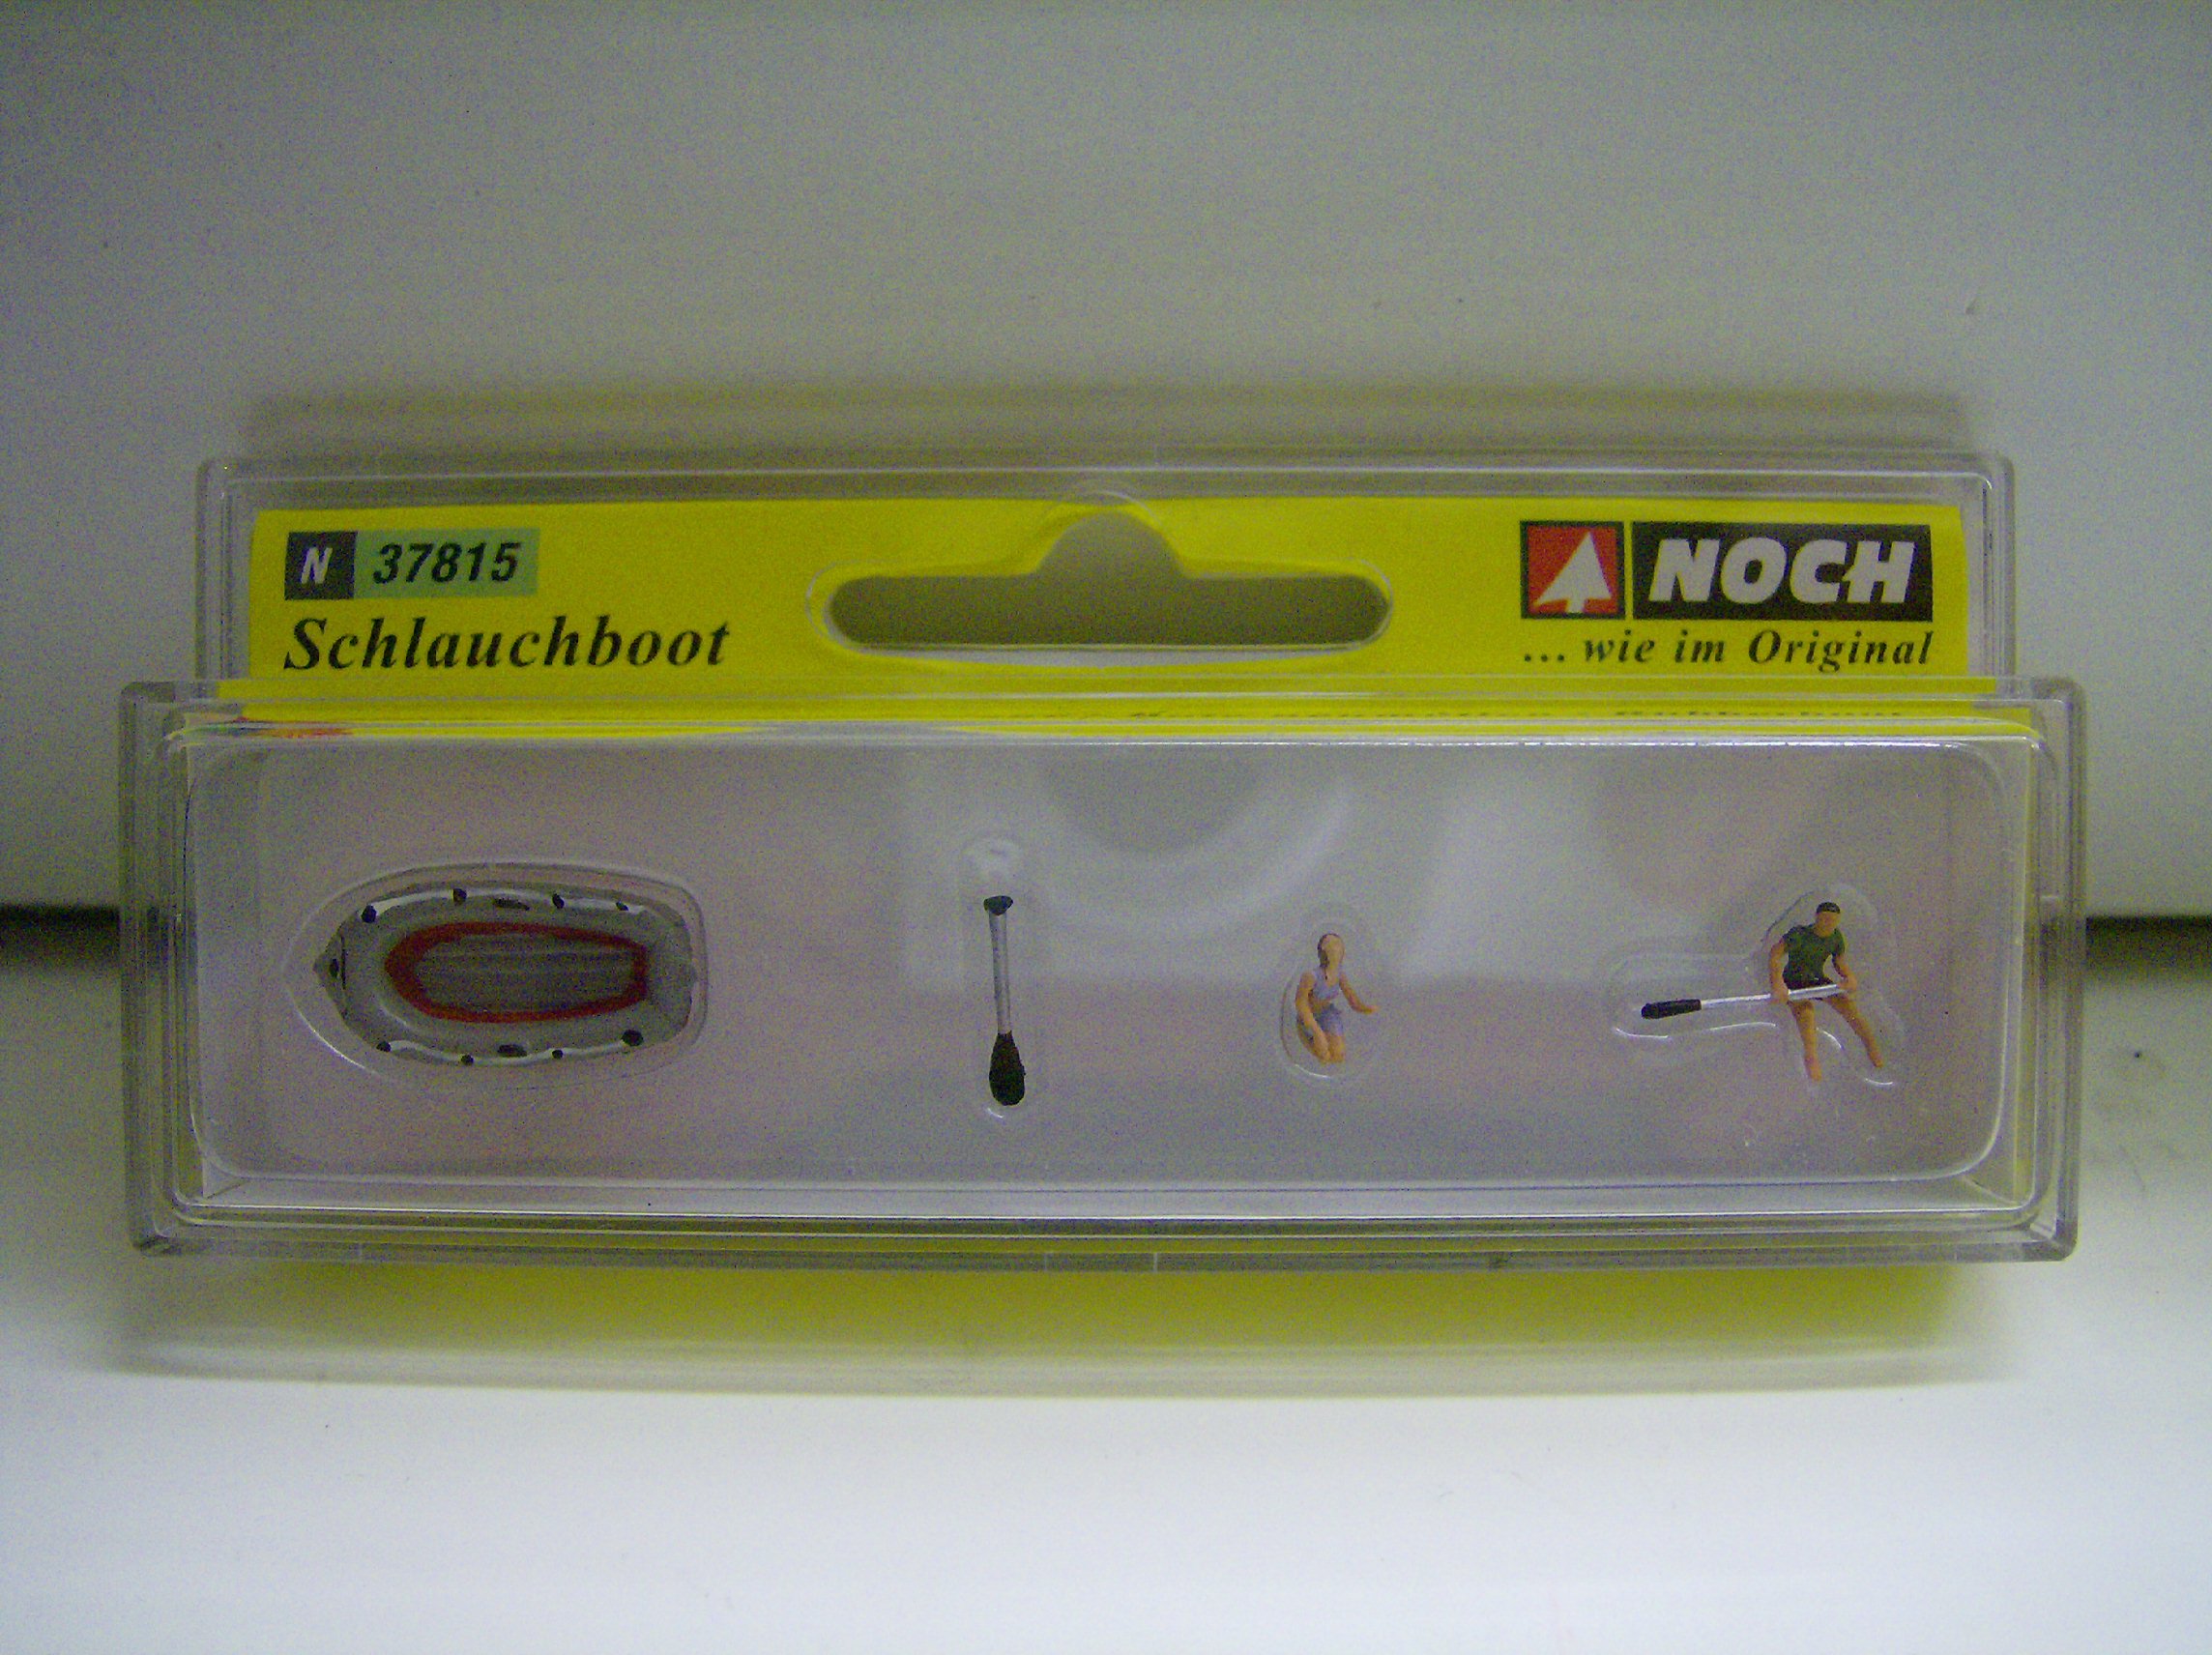 N 37815
Schlauchboot
NOCH
... wie im Original